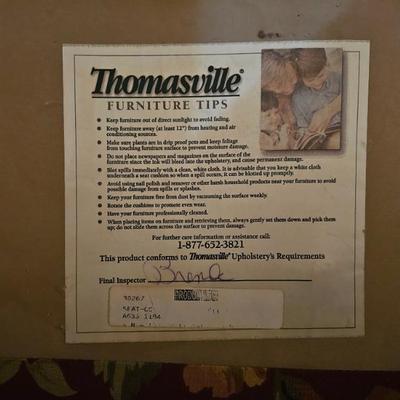 Thomasville®
FURNITURE TIPS
● Keep furniture out of direct sunlight to avoid fading.
● Keep furniture away (at least 12") from heating and air
conditioning sources.
● Make sure plants are in drip proof pots and keep foliage
from touching furniture surface to prevent moisture damage.
● Do not place newspapers and magazines on the surface of the
furniture since the ink will bleed into the upholstery, and cause permanent damage.
● Blot spills immediately with a clean, white cloth. It is advisable that you keep a white cloth
underneath a seat cushion so when a spill occurs, it can be blotted up promptly.
● Avoid using nail polish and remover or other harsh household products near your furniture to avoid
possible damage from spills or splashes.
● Keep your furniture free from dust by vacuuming the surface weekly.
● Rotate the cushions to promote even wear.
● Have your furniture professionally cleaned.
● When placing items on furniture and retrieving them, always gently set them down and pick them
up; do not slide them across the surface to prevent damage.
For further care information or assistance call:
1-877-652-3821
This product conforms to Thomasville® Upholstery's Requirements
Final Inspector
30267
SEAT-CC